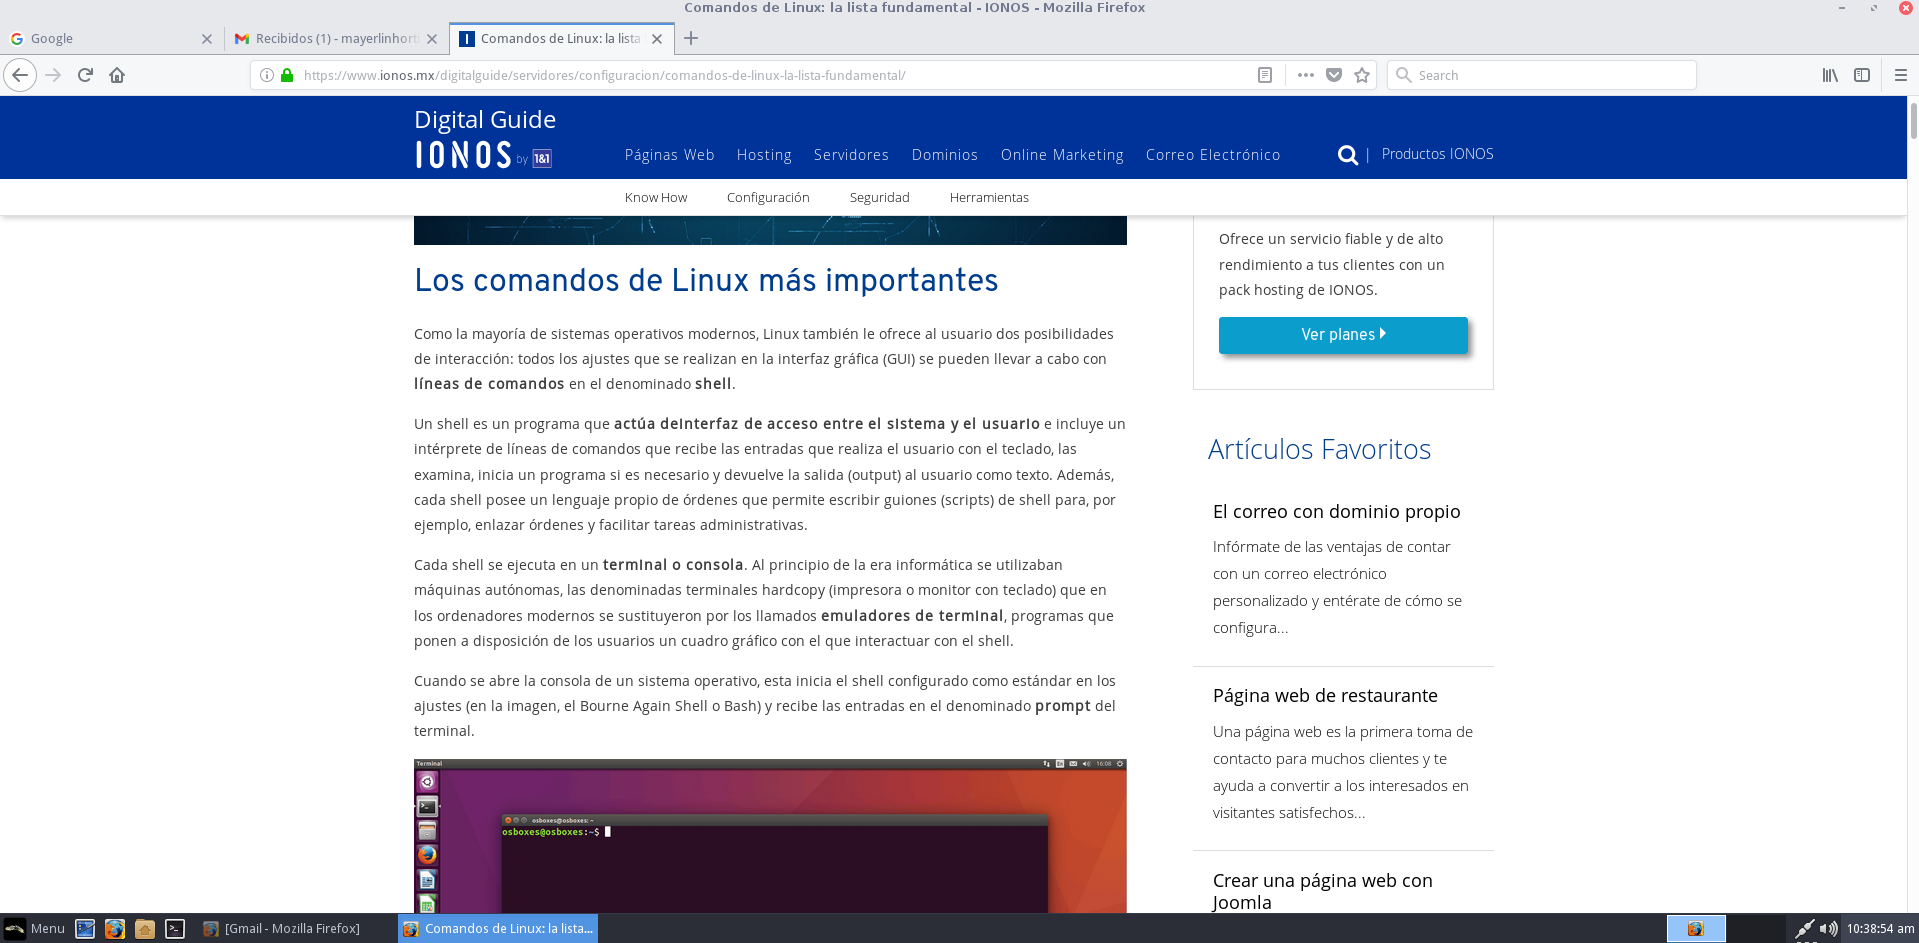 Comandos de Linux: la lista fundamental - IONOS - Mozilla Firefox
Google
Recibidos (1) - mayerlinhort
Comandos de Linux: la lista
https://www.ionos.mx/digitalguide/servidores/configuracion/comandos-de-linux-la-lista-fundamental/
Search
Digital Guide
IONOS by 1&1
Páginas Web Hosting Servidores Dominios Online Marketing Correo Electrónico
| Productos IONOS
Know How Configuración Seguridad Herramientas
Los comandos de Linux más importantes
Como la mayoría de sistemas operativos modernos, Linux también le ofrece al usuario dos posibilidades
de interacción: todos los ajustes que se realizan en la interfaz gráfica (GUI) se pueden llevar a cabo con
líneas de comandos en el denominado shell.
Un shell es un programa que actúa deinterfaz de acceso entre el sistema y el usuario e incluye un
intérprete de líneas de comandos que recibe las entradas que realiza el usuario con el teclado, las
examina, inicia un programa si es necesario y devuelve la salida (output) al usuario como texto. Además,
cada shell posee un lenguaje propio de órdenes que permite escribir guiones (scripts) de shell para, por
ejemplo, enlazar órdenes y facilitar tareas administrativas.
Cada shell se ejecuta en un terminal o consola. Al principio de la era informática se utilizaban
máquinas autónomas, las denominadas terminales hardcopy (impresora o monitor con teclado) que en
los ordenadores modernos se sustituyeron por los llamados emuladores de terminal, programas que
ponen a disposición de los usuarios un cuadro gráfico con el que interactuar con el shell.
Cuando se abre la consola de un sistema operativo, esta inicia el shell configurado como estándar en los
ajustes (en la imagen, el Bourne Again Shell o Bash) y recibe las entradas en el denominado prompt del
terminal.
Terminal
En
16:08
osboxes@osboxes: ~
osboxes@osboxes:~$
Ofrece un servicio fiable y de alto
rendimiento a tus clientes con un
pack hosting de IONOS.
Ver planes
Artículos Favoritos
El correo con dominio propio
Infórmate de las ventajas de contar
con un correo electrónico
personalizado y entérate de cómo se
configura...
Página web de restaurante
Una página web es la primera toma de
contacto para muchos clientes y te
ayuda a convertir a los interesados en
visitantes satisfechos...
Crear una página web con
Joomla
Menu
[Gmail - Mozilla Firefox]
Comandos de Linux: la lista...
10:38:54 am